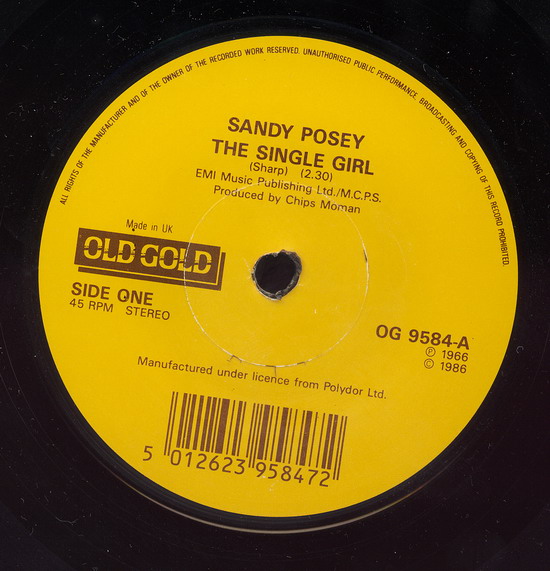 ALL RIGHTS OF THE MANUFACTURER AND OF THE OWNER OF THE RECORDED WORK RESERVED. UNAUTHORISED PUBLIC PERFORMANCE, BROADCASTING AND COPYING OF THIS RECORD PROHIBITED.
SANDY POSEY
THE SINGLE GIRL
(Sharp) (2.30)
EMI Music Publishing Ltd./M.C.P.S.
Produced by Chips Moman
Made in UK
OLD GOLD
SIDE ONE
45 RPM STEREO
OG 9584-A
Ⓟ 1966
© 1986
Manufactured under licence from Polydor Ltd.
5 012623 958472